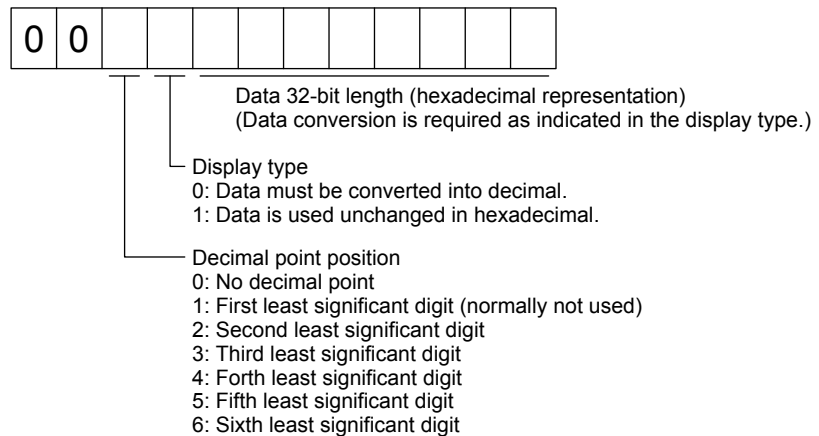 0 0
Data 32-bit length (hexadecimal representation)
(Data conversion is required as indicated in the display type.)
Display type
0: Data must be converted into decimal.
1: Data is used unchanged in hexadecimal.
Decimal point position
0: No decimal point
1: First least significant digit (normally not used)
2: Second least significant digit
3: Third least significant digit
4: Forth least significant digit
5: Fifth least significant digit
6: Sixth least significant digit